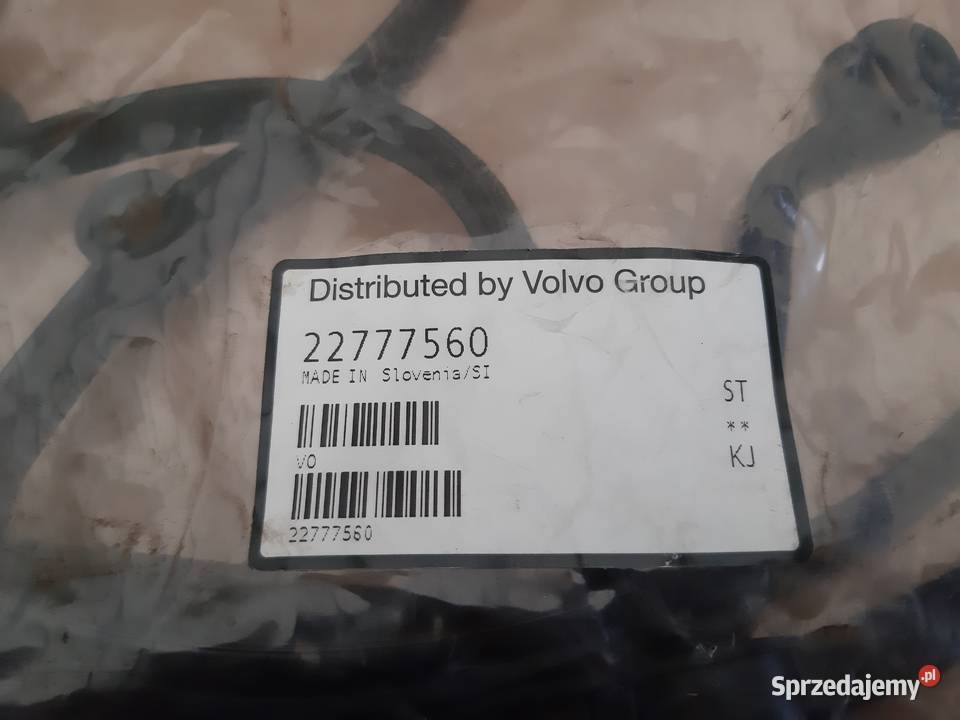 Distributed by Volvo Group
22777560
MADE IN Slovenia/SI
ST
**
KJ
VO
22777560
Sprzedajemy.pl